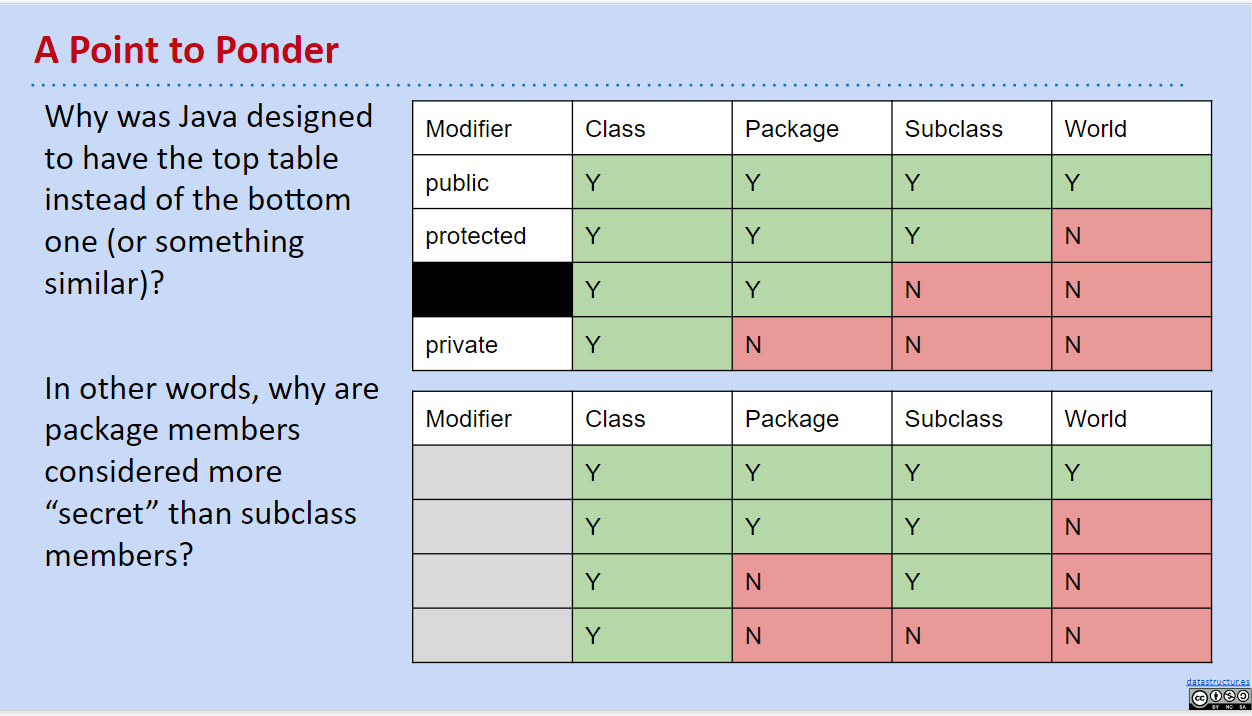 A Point to Ponder
Why was Java designed
to have the top table
instead of the bottom
one (or something
similar)?
In other words, why are
package members
considered more
“secret” than subclass
members?
Modifier Class Package Subclass World
public Y Y Y Y
protected Y Y Y N
Y Y N N
private Y N N N
Modifier Class Package Subclass World
Y Y Y Y
Y Y Y N
Y N Y N
Y N N N
datastructur.es
cc
BY NC SA